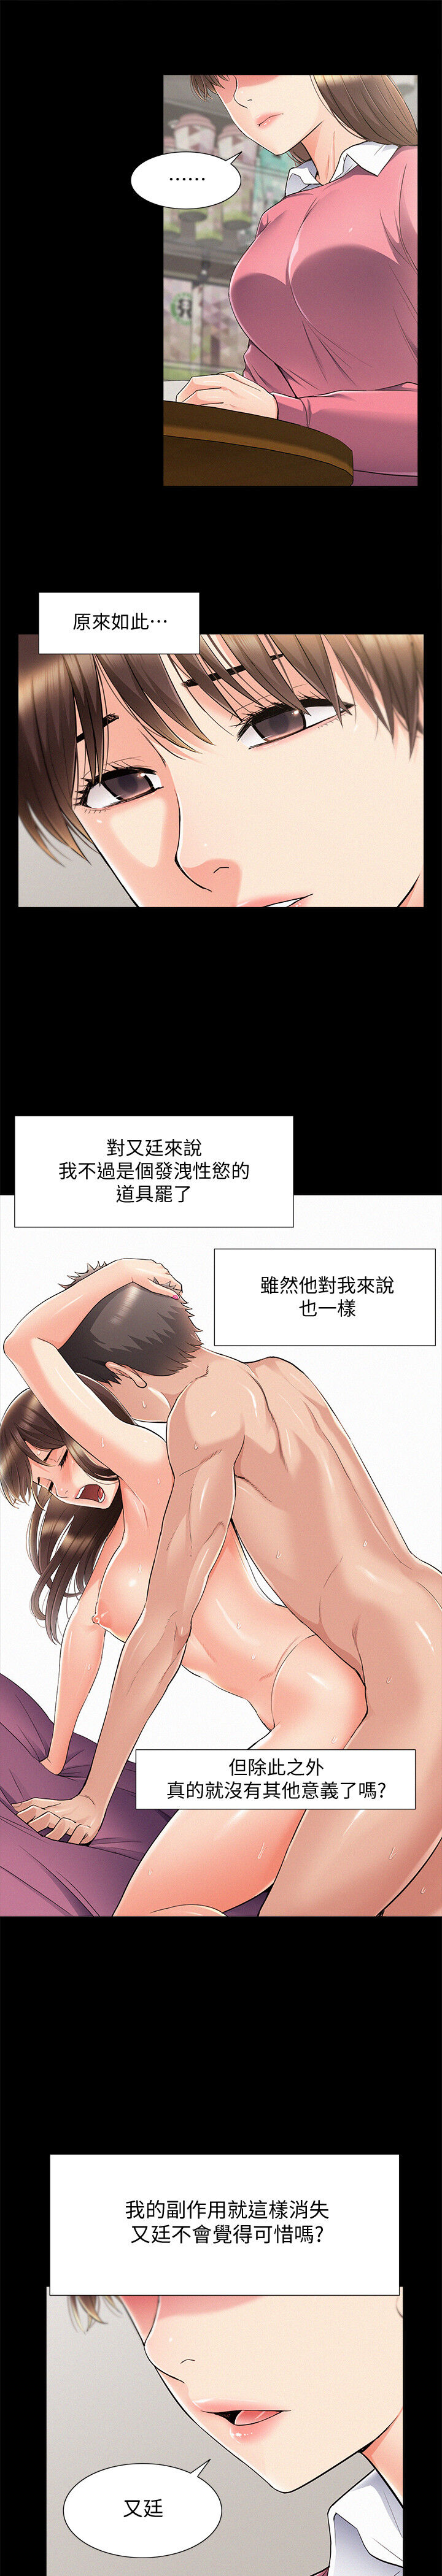 ……
原來如此…
對又廷來說
我不過是個發洩性慾的
道具罷了
雖然他對我來說
也一樣
但除此之外
真的就沒有其他意義了嗎?
我的副作用就這樣消失
又廷不會覺得可惜嗎?
又廷